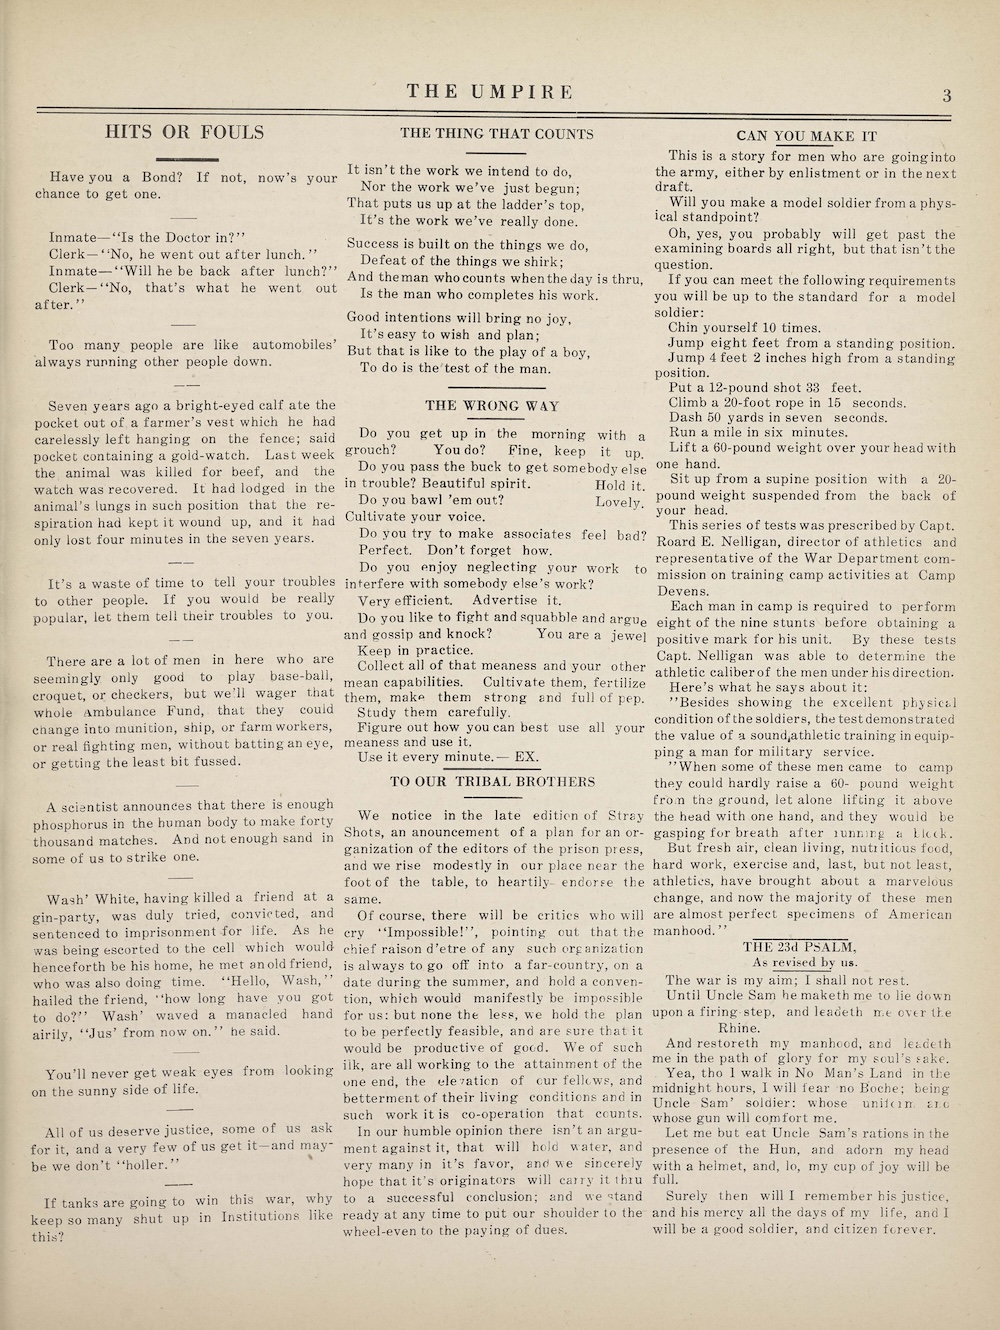 THE UMPIRE
3
HITS OR FOULS
Have you a Bond? If not, now's your
chance to get one.
Inmate—"Is the Doctor in?"
Clerk—"No, he went out after lunch."
Inmate—"Will he be back after lunch?"
Clerk—"No, that's what he went out
after."
Too many people are like automobiles'
always running other people down.
Seven years ago a bright-eyed calf ate the
pocket out of a farmer's vest which he had
carelessly left hanging on the fence; said
pocket containing a gold-watch. Last week
the animal was killed for beef, and the
watch was recovered. It had lodged in the
animal's lungs in such position that the re-
spiration had kept it wound up, and it had
only lost four minutes in the seven years.
It's a waste of time to tell your troubles
to other people. If you would be really
popular, let them tell their troubles to you.
There are a lot of men in here who are
seemingly only good to play base-ball,
croquet, or checkers, but we'll wager that
whole Ambulance Fund, that they could
change into munition, ship, or farm workers,
or real fighting men, without batting an eye,
or getting the least bit fussed.
A scientist announces that there is enough
phosphorus in the human body to make forty
thousand matches. And not enough sand in
some of us to strike one.
Wash' White, having killed a friend at a
gin-party, was duly tried, convicted, and
sentenced to imprisonment for life. As he
was being escorted to the cell which would
henceforth be his home, he met an old friend,
who was also doing time. "Hello, Wash,"
hailed the friend, "how long have you got
to do?" Wash' waved a manacled hand
airily, "Jus' from now on." he said.
You'll never get weak eyes from looking
on the sunny side of life.
All of us deserve justice, some of us ask
for it, and a very few of us get it—and may-
be we don't "holler."
If tanks are going to win this war, why
keep so many shut up in Institutions like
this?
THE THING THAT COUNTS
It isn't the work we intend to do,
Nor the work we've just begun;
That puts us up at the ladder's top,
It's the work we've really done.
Success is built on the things we do,
Defeat of the things we shirk;
And the man who counts when the day is thru,
Is the man who completes his work.
Good intentions will bring no joy,
It's easy to wish and plan;
But that is like to the play of a boy,
To do is the test of the man.
THE WRONG WAY
Do you get up in the morning with a
grouch? You do? Fine, keep it up.
Do you pass the buck to get somebody else
in trouble? Beautiful spirit. Hold it.
Do you bawl 'em out? Lovely.
Cultivate your voice.
Do you try to make associates feel bad?
Perfect. Don't forget how.
Do you enjoy neglecting your work to
interfere with somebody else's work?
Very efficient. Advertise it.
Do you like to fight and squabble and argue
and gossip and knock? You are a jewel
Keep in practice.
Collect all of that meaness and your other
mean capabilities. Cultivate them, fertilize
them, make them strong and full of pep.
Study them carefully.
Figure out how you can best use all your
meaness and use it.
Use it every minute.— EX.
TO OUR TRIBAL BROTHERS
We notice in the late edition of Stray
Shots, an anouncement of a plan for an or-
ganization of the editors of the prison press,
and we rise modestly in our place near the
foot of the table, to heartily endorse the
same.
Of course, there will be critics who will
cry "Impossible!", pointing out that the
chief raison d'etre of any such organization
is always to go off into a far-country, on a
date during the summer, and hold a conven-
tion, which would manifestly be impossible
for us: but none the less, we hold the plan
to be perfectly feasible, and are sure that it
would be productive of good. We of such
ilk, are all working to the attainment of the
one end, the elevation of our fellows, and
betterment of their living conditions and in
such work it is co-operation that counts.
In our humble opinion there isn't an argu-
ment against it, that will hold water, and
very many in it's favor, and we sincerely
hope that it's originators will carry it thru
to a successful conclusion; and we stand
ready at any time to put our shoulder to the
wheel-even to the paying of dues.
CAN YOU MAKE IT
This is a story for men who are going into
the army, either by enlistment or in the next
draft.
Will you make a model soldier from a phys-
ical standpoint?
Oh, yes, you probably will get past the
examining boards all right, but that isn't the
question.
If you can meet the following requirements
you will be up to the standard for a model
soldier:
Chin yourself 10 times.
Jump eight feet from a standing position.
Jump 4 feet 2 inches high from a standing
position.
Put a 12-pound shot 33 feet.
Climb a 20-foot rope in 15 seconds.
Dash 50 yards in seven seconds.
Run a mile in six minutes.
Lift a 60-pound weight over your head with
one hand.
Sit up from a supine position with a 20-
pound weight suspended from the back of
your head.
This series of tests was prescribed by Capt.
Roard E. Nelligan, director of athletics and
representative of the War Department com-
mission on training camp activities at Camp
Devens.
Each man in camp is required to perform
eight of the nine stunts before obtaining a
positive mark for his unit. By these tests
Capt. Nelligan was able to determine the
athletic caliber of the men under his direction.
Here's what he says about it:
"Besides showing the excellent physical
condition of the soldiers, the test demonstrated
the value of a sound, athletic training in equip-
ping a man for military service.
"When some of these men came to camp
they could hardly raise a 60- pound weight
from the ground, let alone lifting it above
the head with one hand, and they would be
gasping for breath after running a block.
But fresh air, clean living, nutritious food,
hard work, exercise and, last, but not least,
athletics, have brought about a marvelous
change, and now the majority of these men
are almost perfect specimens of American
manhood."
THE 23d PSALM,
As revised by us.
The war is my aim; I shall not rest.
Until Uncle Sam he maketh me to lie down
upon a firing-step, and leadeth me over the
Rhine.
And restoreth my manhood, and leadeth
me in the path of glory for my soul's sake.
Yea, tho I walk in No Man's Land in the
midnight hours, I will fear no Boche; being
Uncle Sam' soldier: whose uniform are
whose gun will comfort me.
Let me but eat Uncle Sam's rations in the
presence of the Hun, and adorn my head
with a helmet, and, lo, my cup of joy will be
full.
Surely then will I remember his justice,
and his mercy all the days of my life, and I
will be a good soldier, and citizen forever.